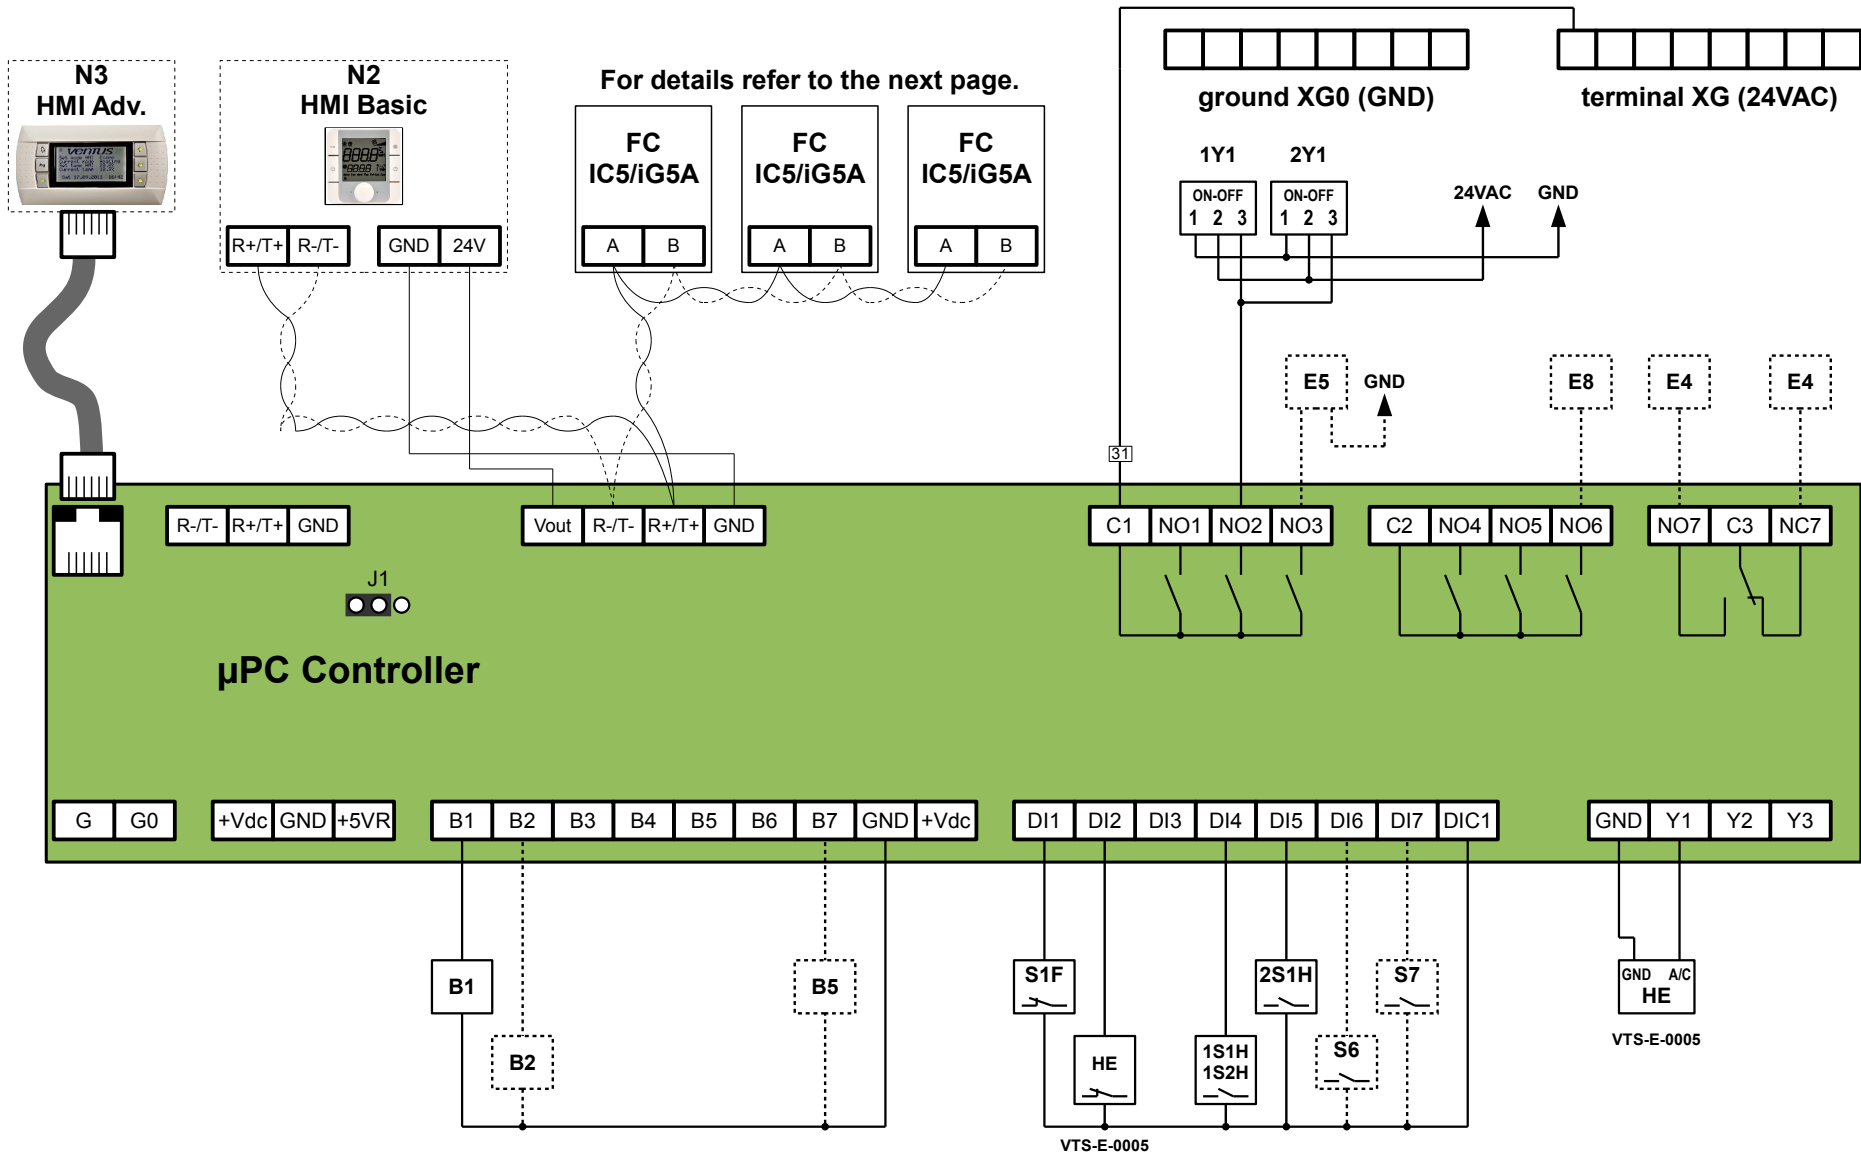 N3
HMI Adv.
VENTUS
N2
HMI Basic
R+/T+ R-/T- GND 24V
For details refer to the next page.
FC
IC5/iG5A
A B
FC
IC5/iG5A
A B
FC
IC5/iG5A
A B
ground XG0 (GND)
terminal XG (24VAC)
1Y1 2Y1
ON-OFF
1 2 3
ON-OFF
1 2 3
24VAC GND
E5 GND E8 E4 E4
31
R-/T- R+/T+ GND
Vout R-/T- R+/T+ GND
C1 NO1 NO2 NO3
C2 NO4 NO5 NO6
NO7 C3 NC7
J1
µPC Controller
G G0
+Vdc GND +5VR
B1 B2 B3 B4 B5 B6 B7 GND +Vdc
DI1 DI2 DI3 DI4 DI5 DI6 DI7 DIC1
GND Y1 Y2 Y3
B1
B5
B2
S1F
2S1H
S7
HE
1S1H
1S2H
S6
VTS-E-0005
GND A/C
HE
VTS-E-0005